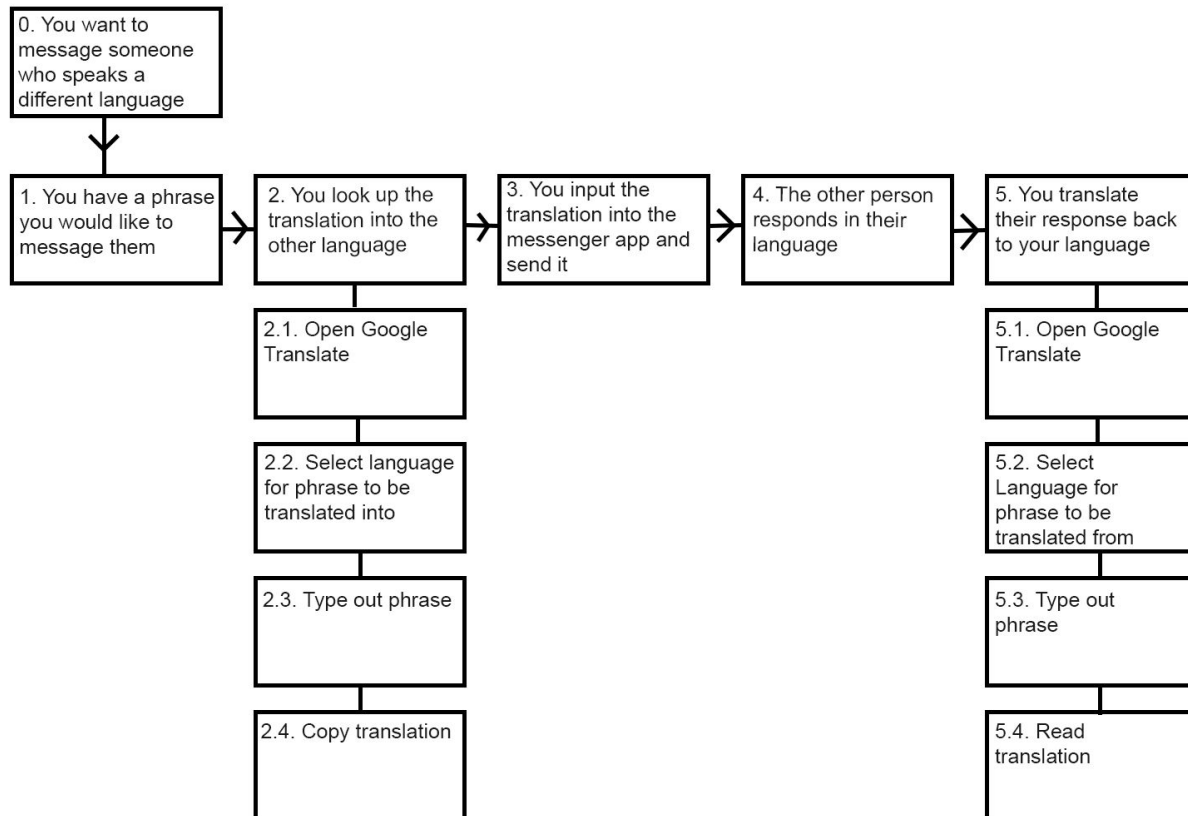 0. You want to
message someone
who speaks a
different language
1. You have a phrase
you would like to
message them
2. You look up the
translation into the
other language
3. You input the
translation into the
messenger app and
send it
4. The other person
responds in their
language
5. You translate
their response back
to your language
2.1. Open Google
Translate
2.2. Select language
for phrase to be
translated into
2.3. Type out phrase
2.4. Copy translation
5.1. Open Google
Translate
5.2. Select
Language for
phrase to be
translated from
5.3. Type out
phrase
5.4. Read
translation